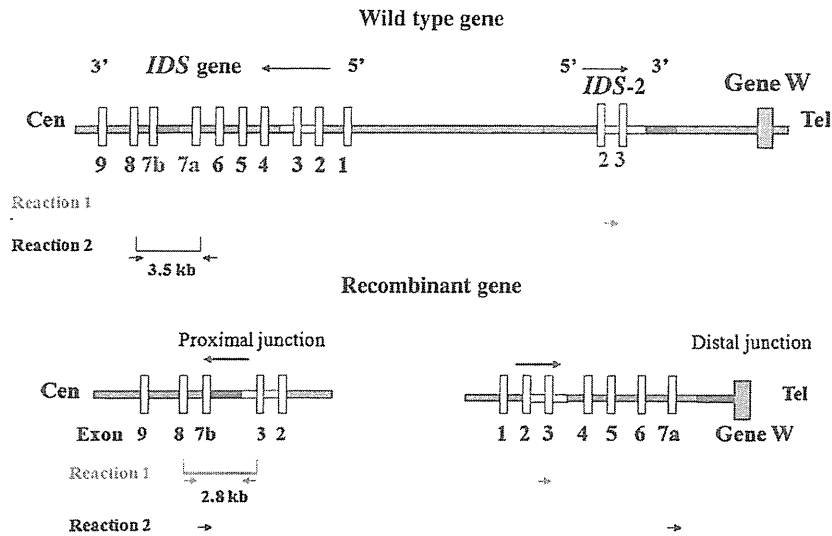 Wild type gene
3’ IDS gene 5’ 5’ 3’
IDS-2
Gene W
Cen Tel
9 8 7b 7a 6 5 4 3 2 1 2 3
Reaction 1
Reaction 2
3.5 kb
Recombinant gene
Proximal junction Distal junction
Cen Tel
Exon 9 8 7b 3 2 1 2 3 4 5 6 7a Gene W
Reaction 1
2.8 kb
Reaction 2